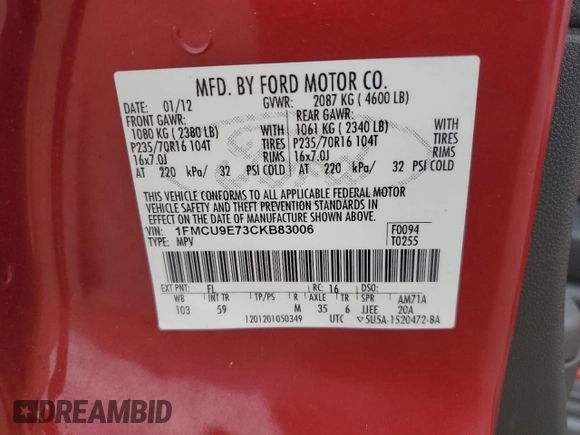 MFD. BY FORD MOTOR CO.
DATE: 01/12 GVWR: 2087 KG ( 4600 LB)
FRONT GAWR: REAR GAWR:
1080 KG ( 2380 LB) WITH 1061 KG ( 2340 LB) WITH
P235/70R16 104T TIRES P235/70R16 104T TIRES
16x7.0J RIMS 16x7.0J RIMS
AT 220 kPa/ 32 PSI COLD AT 220 kPa/ 32 PSI COLD
THIS VEHICLE CONFORMS TO ALL APPLICABLE FEDERAL MOTOR
VEHICLE SAFETY AND THEFT PREVENTION STANDARDS IN
EFFECT ON THE DATE OF MANUFACTURE SHOWN ABOVE.
VIN: 1FMCU9E73CKB83006 F0094
TYPE: MPV T0255
EXT PNT: FL RC: 16 DSO:
WB INT TR TP/PS R AXLE TR SPR AM71A
103 59 M 35 6 JJEE 20A
1201201050349 UTC 5U5A-1520472-BA
Ford
DREAMBID